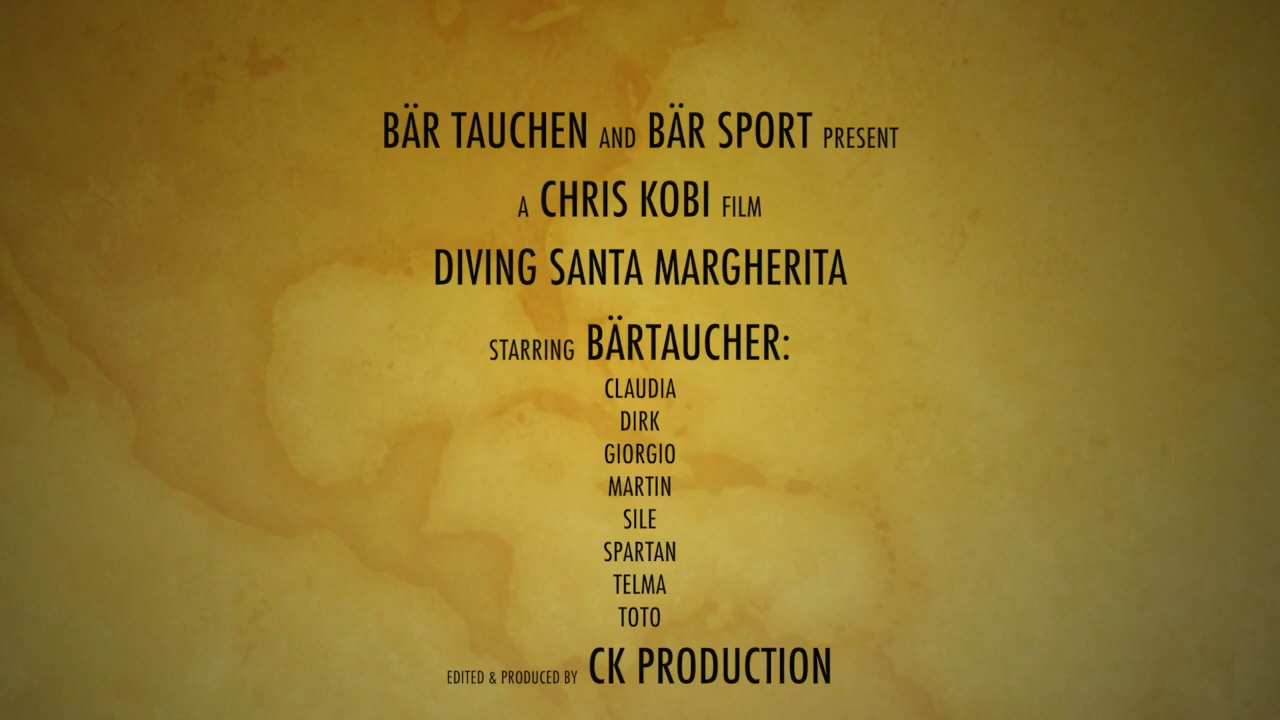 BÄR TAUCHEN AND BÄR SPORT PRESENT
A CHRIS KOBI FILM
DIVING SANTA MARGHERITA
STARRING BÄRTAUCHER:
CLAUDIA
DIRK
GIORGIO
MARTIN
SILE
SPARTAN
TELMA
TOTO
EDITED & PRODUCED BY CK PRODUCTION